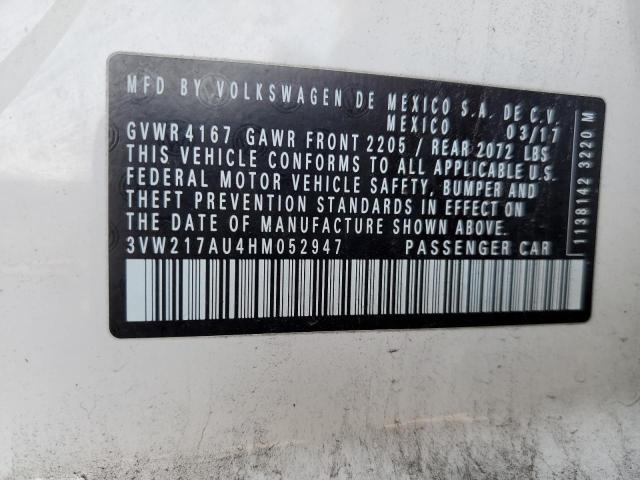 MFD BY VOLKSWAGEN DE MEXICO S.A. DE C.V.
MEXICO 03/17
GVWR 4167 GAWR FRONT 2205 / REAR 2072 LBS
THIS VEHICLE CONFORMS TO ALL APPLICABLE U.S.
FEDERAL MOTOR VEHICLE SAFETY, BUMPER AND
THEFT PREVENTION STANDARDS IN EFFECT ON
THE DATE OF MANUFACTURE SHOWN ABOVE
3VW217AU4HM052947 PASSENGER CAR
1138142 3220 M